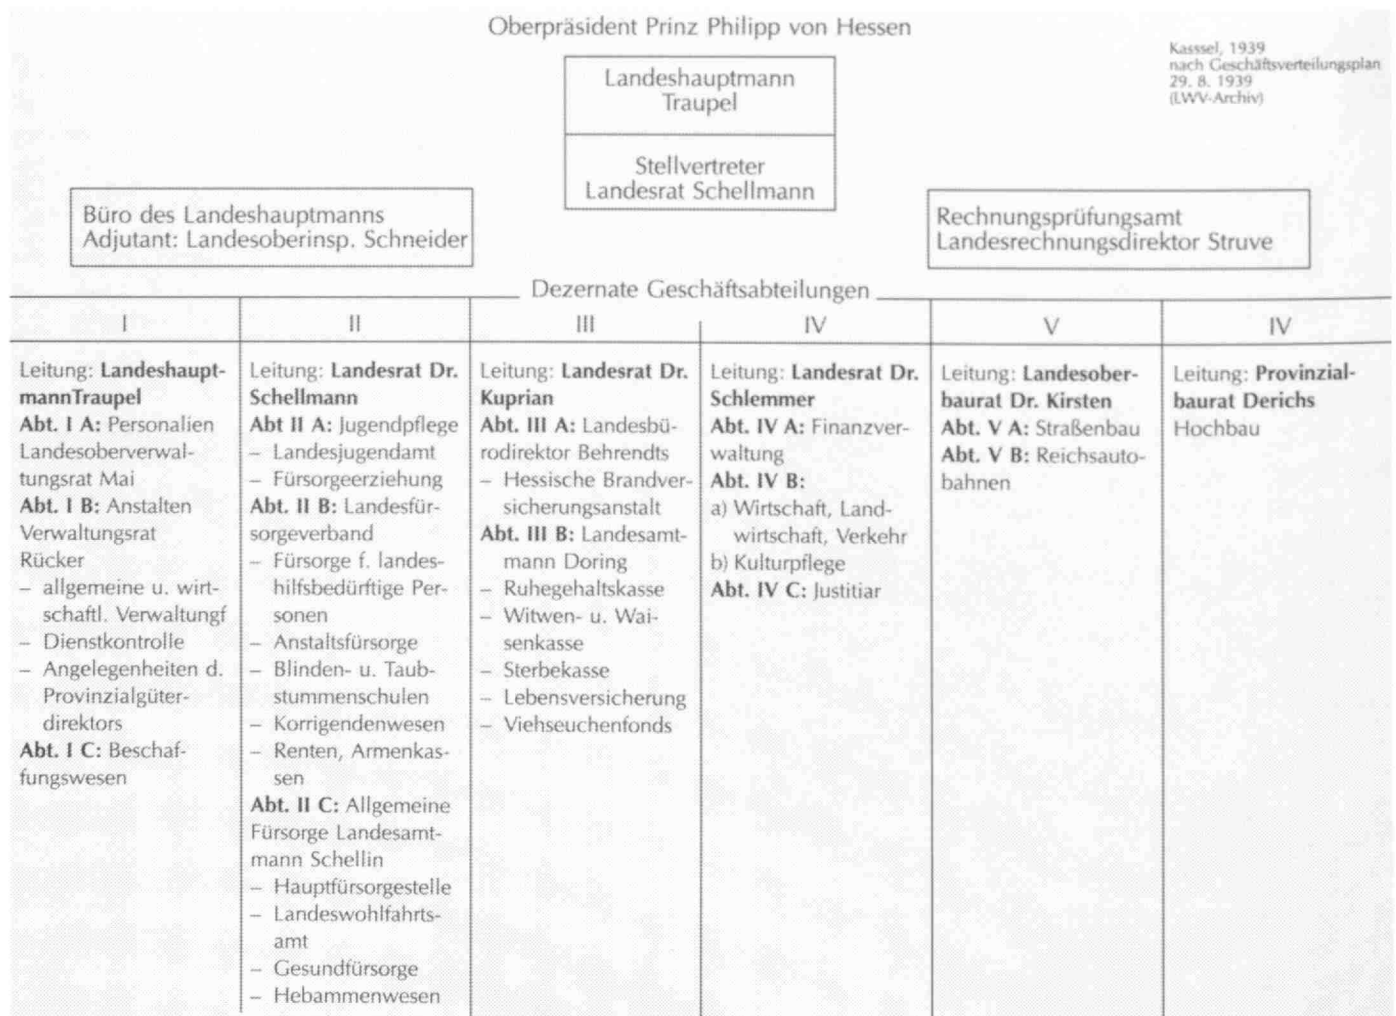 Oberpräsident Prinz Philipp von Hessen
Kasssel, 1939
nach Geschäftsverteilungsplan
29. 8. 1939
(LWV-Archiv)
Landeshauptmann
Traupel
Stellvertreter
Landesrat Schellmann
Büro des Landeshauptmanns
Adjutant: Landesoberinsp. Schneider
Rechnungsprüfungsamt
Landesrechnungsdirektor Struve
Dezernate Geschäftsabteilungen
I
Leitung: Landeshaupt-
mannTraupel
Abt. I A: Personalien
Landesoberverwal-
tungsrat Mai
Abt. I B: Anstalten
Verwaltungsrat
Rücker
– allgemeine u. wirt-
schaftl. Verwaltungf
– Dienstkontrolle
– Angelegenheiten d.
Provinzialgüter-
direktors
Abt. I C: Beschaf-
fungswesen
II
Leitung: Landesrat Dr.
Schellmann
Abt II A: Jugendpflege
– Landesjugendamt
– Fürsorgeerziehung
Abt. II B: Landesfür-
sorgeverband
– Fürsorge f. landes-
hilfsbedürftige Per-
sonen
– Anstaltsfürsorge
– Blinden- u. Taub-
stummenschulen
– Korrigendenwesen
– Renten, Armenkas-
sen
Abt. II C: Allgemeine
Fürsorge Landesamt-
mann Schellin
– Hauptfürsorgestelle
– Landeswohlfahrts-
amt
– Gesundfürsorge
– Hebammenwesen
III
Leitung: Landesrat Dr.
Kuprian
Abt. III A: Landesbü-
rodirektor Behrendts
– Hessische Brandver-
sicherungsanstalt
Abt. III B: Landesamt-
mann Doring
– Ruhegehaltskasse
– Witwen- u. Wai-
senkasse
– Sterbekasse
– Lebensversicherung
– Viehseuchenfonds
IV
Leitung: Landesrat Dr.
Schlemmer
Abt. IV A: Finanzver-
waltung
Abt. IV B:
a) Wirtschaft, Land-
wirtschaft, Verkehr
b) Kulturpflege
Abt. IV C: Justitiar
V
Leitung: Landesober-
baurat Dr. Kirsten
Abt. V A: Straßenbau
Abt. V B: Reichsauto-
bahnen
IV
Leitung: Provinzial-
baurat Derichs
Hochbau